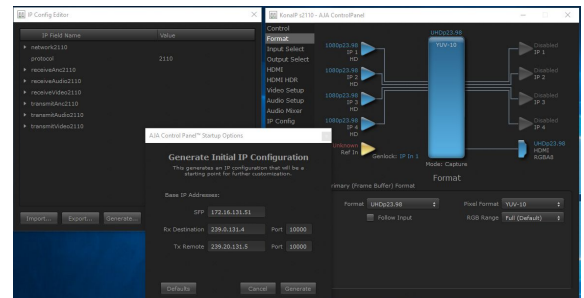 IP Config Editor
IP Field Name Value
network2110
protocol 2110
receiveAnc2110
receiveAudio2110
receiveVideo2110
transmitAnc2110
transmitAudio2110
transmitVideo2110
Import... Export... Generate...
KonaIP s2110 - AJA ControlPanel
Control
Format
Input Select
Output Select
HDMI
HDMI HDR
Video Setup
Audio Setup
Audio Mixer
IP Config
UHDp23.98
YUV-10
1080p23.98
IP 1
HD
1080p23.98
IP 2
HD
1080p23.98
IP 3
HD
1080p23.98
IP 4
HD
Unknown
Ref In
Genlock: IP In 1
Mode: Capture
Disabled
IP 1
Disabled
IP 2
Disabled
IP 3
Disabled
IP 4
UHDp23.98
HDMI
RGBA8
Format
Primary (Frame Buffer) Format
Format UHDp23.98
Follow Input
Pixel Format YUV-10
RGB Range Full (Default)
AJA Control Panel™ Startup Options
Generate Initial IP Configuration
This generates an IP configuration that will be a
starting point for further customization.
Base IP Addresses:
SFP 172.16.131.51
Rx Destination 239.0.131.4 Port 10000
Tx Remote 239.20.131.5 Port 10000
Defaults Cancel Generate